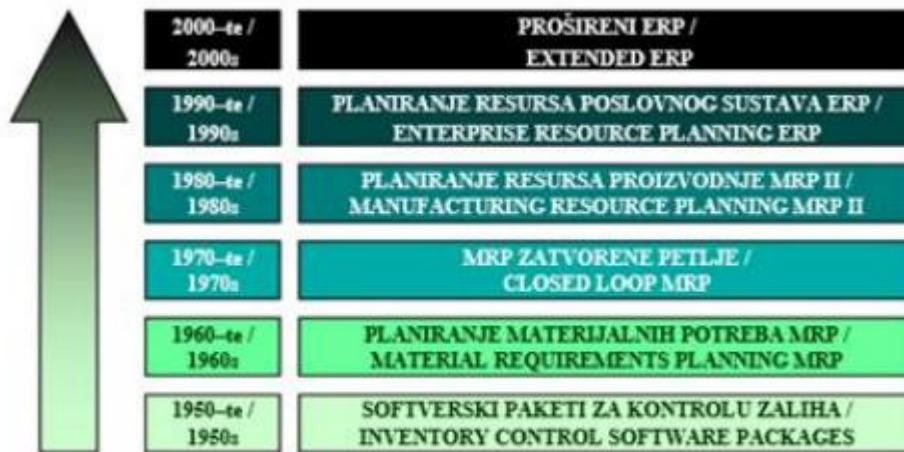 2000–te /
2000s
PROŠIRENI ERP /
EXTENDED ERP
1990–te /
1990s
PLANIRANJE RESURSA POSLOVNOG SUSTAVA ERP /
ENTERPRISE RESOURCE PLANNING ERP
1980–te /
1980s
PLANIRANJE RESURSA PROIZVODNJE MRP II /
MANUFACTURING RESOURCE PLANNING MRP II
1970–te /
1970s
MRP ZATVORENE PETLJE /
CLOSED LOOP MRP
1960–te /
1960s
PLANIRANJE MATERIJALNIH POTREBA MRP /
MATERIAL REQUIREMENTS PLANNING MRP
1950–te /
1950s
SOFTVERSKI PAKETI ZA KONTROLU ZALIHA /
INVENTORY CONTROL SOFTWARE PACKAGES